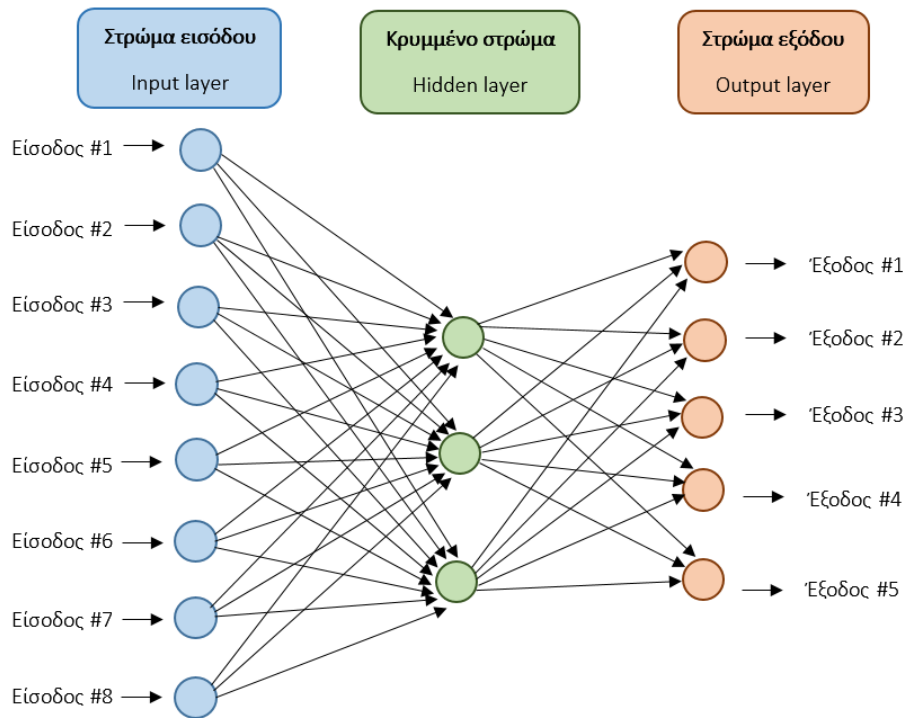 Στρώμα εισόδου
Input layer
Κρυμμένο στρώμα
Hidden layer
Στρώμα εξόδου
Output layer
Είσοδος #1
Είσοδος #2
Είσοδος #3
Είσοδος #4
Είσοδος #5
Είσοδος #6
Είσοδος #7
Είσοδος #8
Έξοδος #1
Έξοδος #2
Έξοδος #3
Έξοδος #4
Έξοδος #5